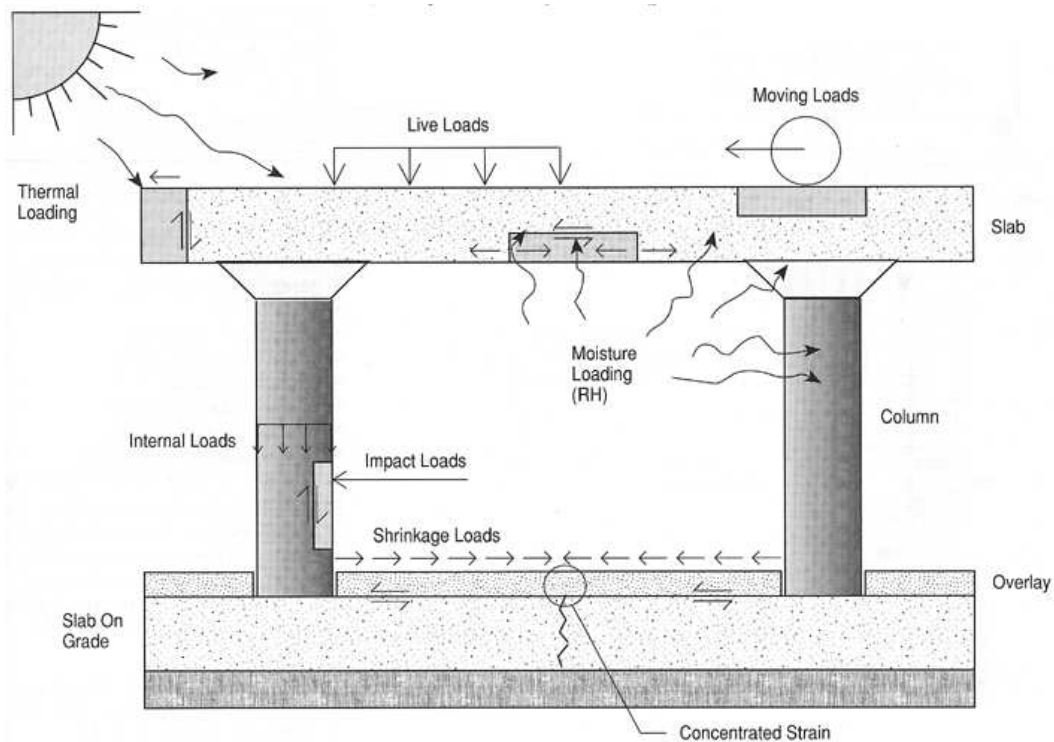 Moving Loads
Live Loads
Thermal
Loading
Slab
Moisture
Loading
(RH)
Column
Internal Loads
Impact Loads
Shrinkage Loads
Overlay
Slab On
Grade
Concentrated Strain